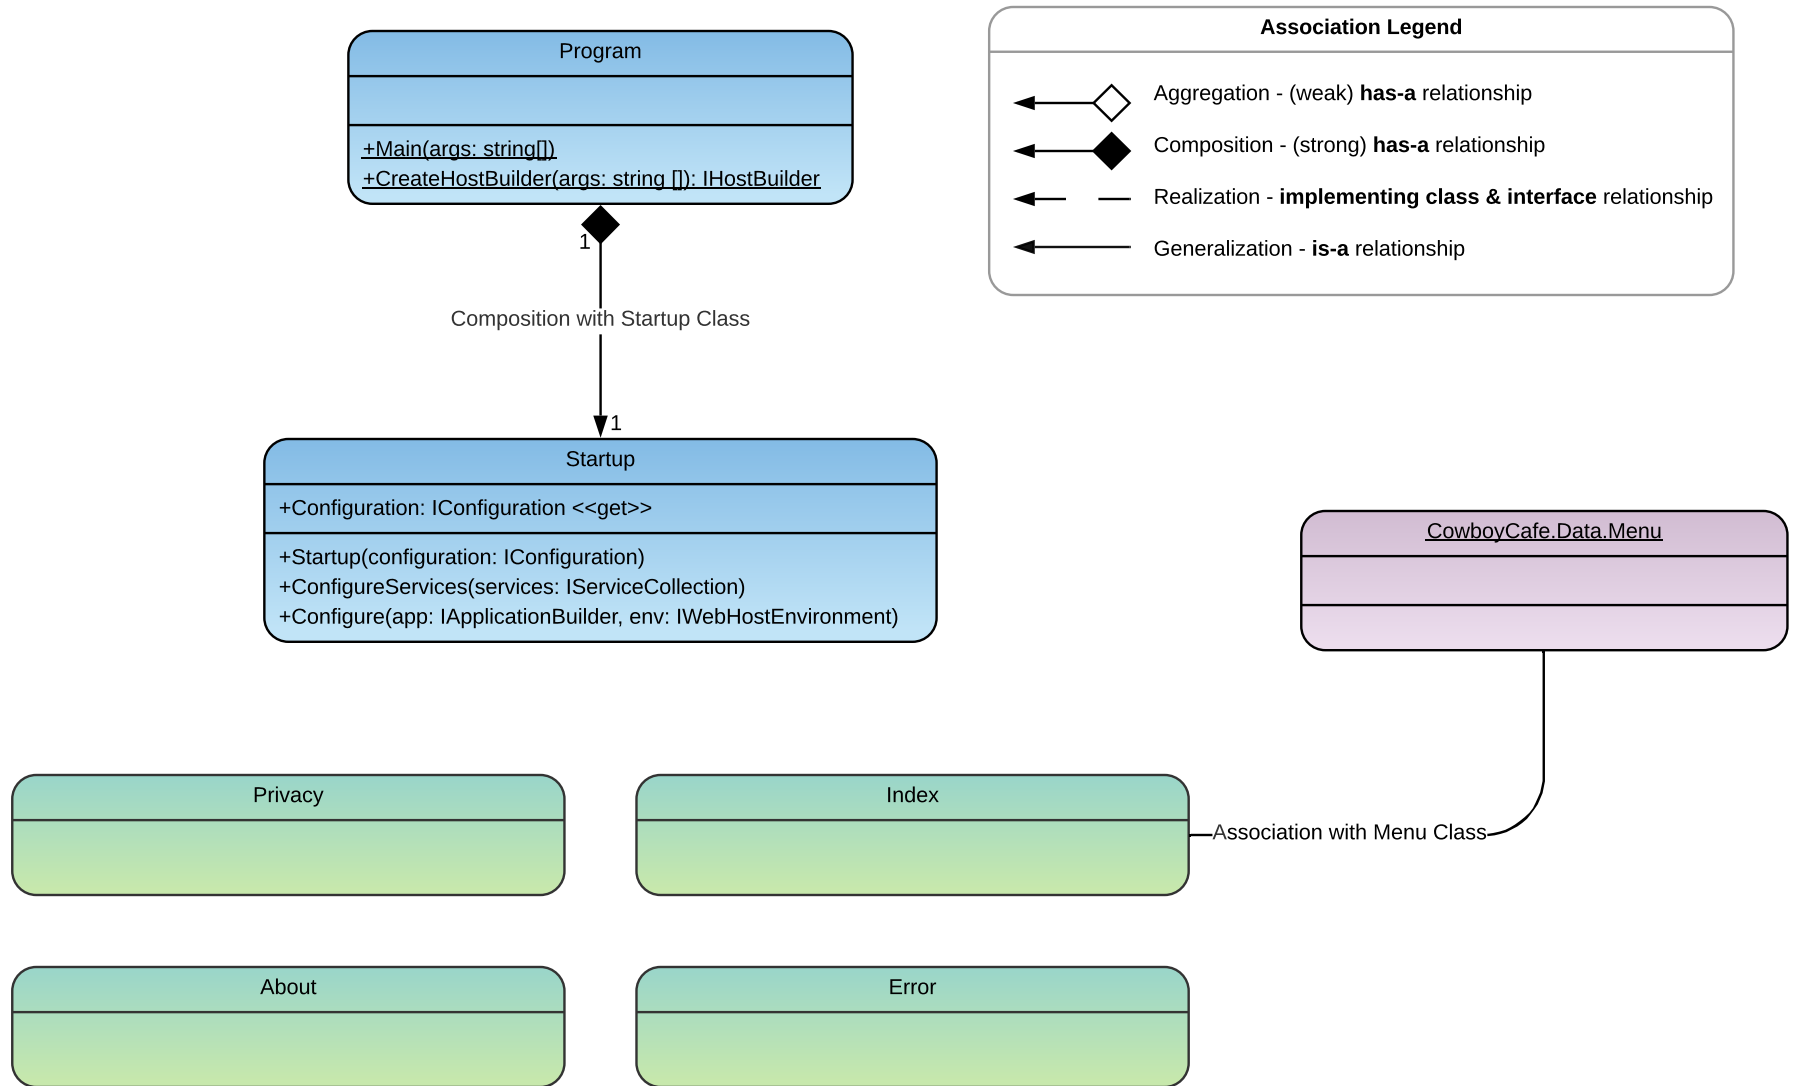 Program
+Main(args: string[])
+CreateHostBuilder(args: string []): IHostBuilder
1
Composition with Startup Class
1
Startup
+Configuration: IConfiguration <<get>>
+Startup(configuration: IConfiguration)
+ConfigureServices(services: IServiceCollection)
+Configure(app: IApplicationBuilder, env: IWebHostEnvironment)
Association Legend
Aggregation - (weak) has-a relationship
Composition - (strong) has-a relationship
Realization - implementing class & interface relationship
Generalization - is-a relationship
CowboyCafe.Data.Menu
Privacy
Index
Association with Menu Class
About
Error